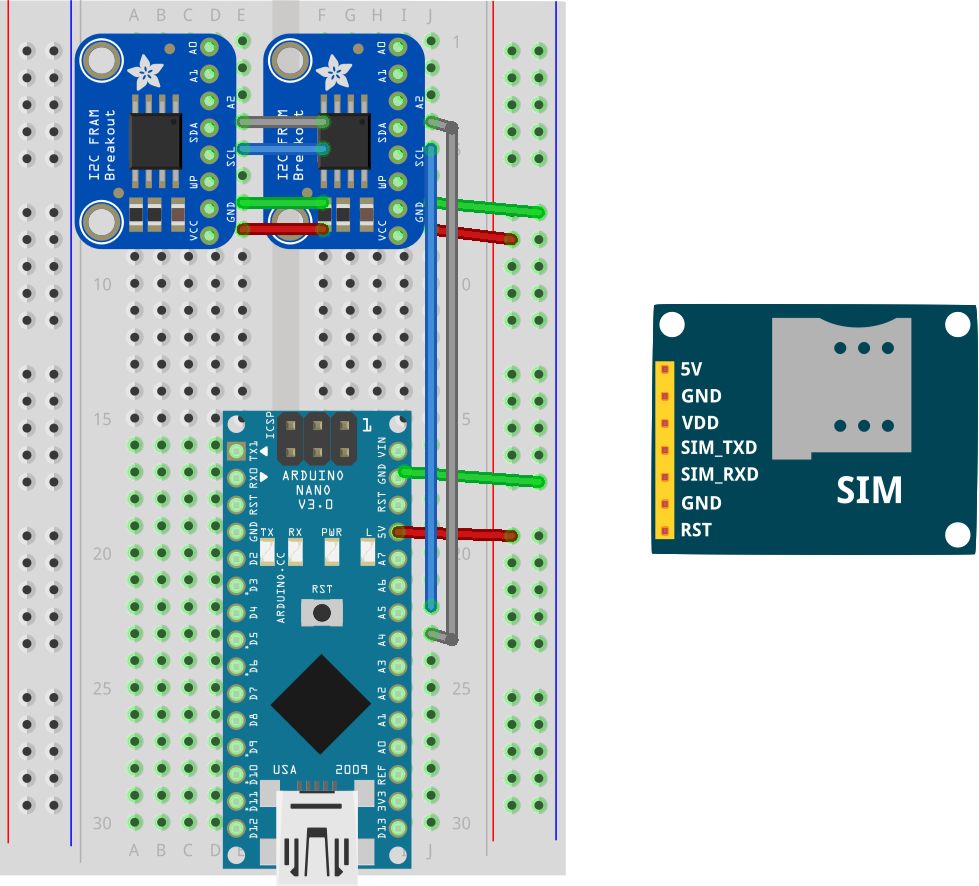 A B C D E F G H I J
1
A0
A1
A2
SDA
SCL
WP
GND
VCC
I2C FRAM
Breakout
A0
A1
A2
SDA
SCL
WP
GND
VCC
I2C FRAM
Breakout
10
15
5
20
20
25
25
30
30
ICSP
1
ARDUINO
NANO
V3.0
TX1
RX0
RST
GND
D2
D3
D4
D5
D6
D7
D8
D9
D10
D11
D12
VIN
GND
RST
5V
A7
A6
A5
A4
A3
A2
A1
A0
REF
3V3
D13
TX RX PWR L
RST
ARDUINO.CC
USA 2009
A B C D J
5V
GND
VDD
SIM_TXD
SIM_RXD
GND
RST
SIM